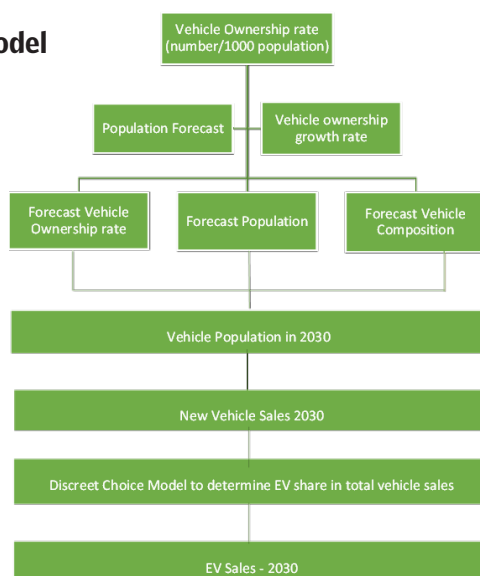 odel
Vehicle Ownership rate
(number/1000 population)
Population Forecast
Vehicle ownership
growth rate
Forecast Vehicle
Ownership rate
Forecast Population
Forecast Vehicle
Composition
Vehicle Population in 2030
New Vehicle Sales 2030
Discreet Choice Model to determine EV share in total vehicle sales
EV Sales - 2030